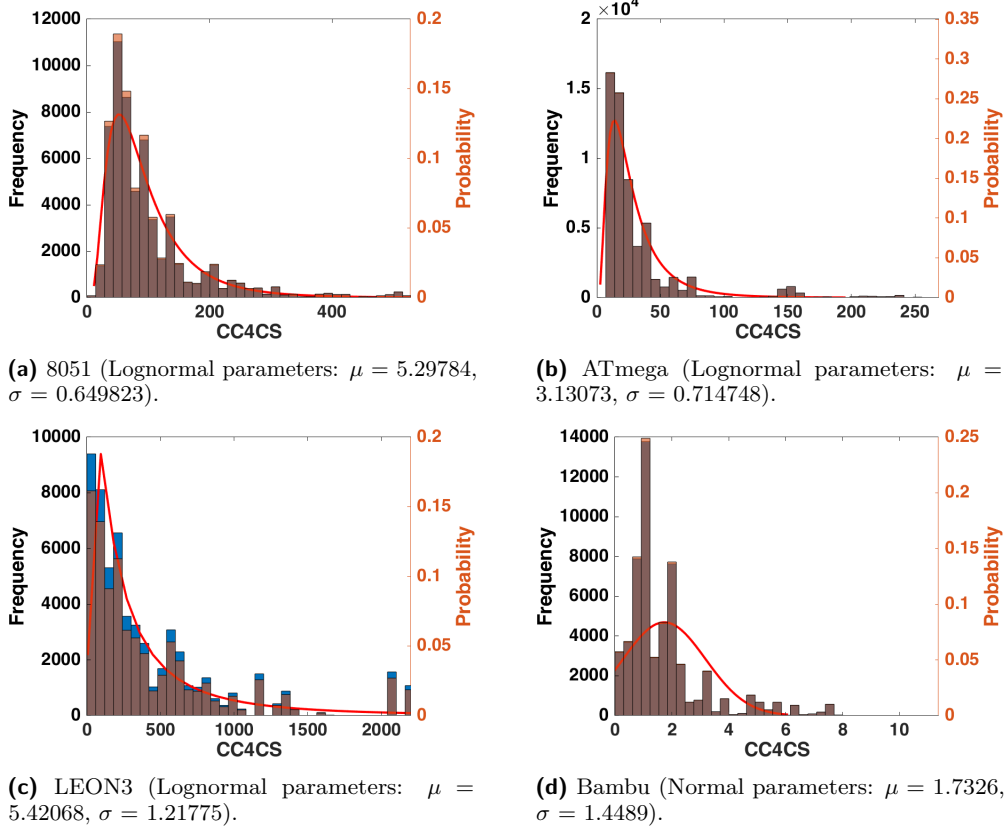 12000
10000
8000
6000
4000
2000
0
Frequency
0 200 400
CC4CS
0.2
0.15
0.1
0.05
0
Probability
(a) 8051 (Lognormal parameters: μ = 5.29784,
σ = 0.649823).
×10⁴
2
1.5
1
0.5
0
Frequency
0 50 100 150 200 250
CC4CS
0.35
0.3
0.25
0.2
0.15
0.1
0.05
0
Probability
(b) ATmega (Lognormal parameters: μ =
3.13073, σ = 0.714748).
10000
8000
6000
4000
2000
0
Frequency
0 500 1000 1500 2000
CC4CS
0.2
0.15
0.1
0.05
0
Probability
(c) LEON3 (Lognormal parameters: μ =
5.42068, σ = 1.21775).
14000
12000
10000
8000
6000
4000
2000
0
Frequency
0 2 4 6 8 10
CC4CS
0.25
0.2
0.15
0.1
0.05
0
Probability
(d) Bambu (Normal parameters: μ = 1.7326,
σ = 1.4489).